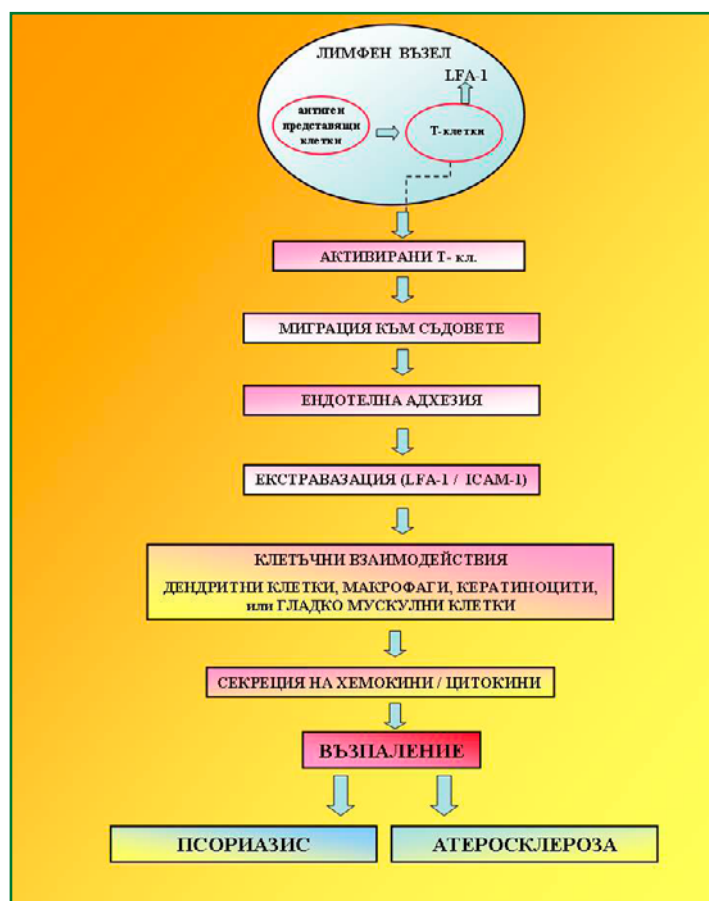 ЛИМФЕН ВЪЗЕЛ
LFA-1
антиген
представящи
клетки
Т-клетки
АКТИВИРАНИ Т- кл.
МИГРАЦИЯ КЪМ СЪДОВЕТЕ
ЕНДОТЕЛНА АДХЕЗИЯ
ЕКСТРАВАЗАЦИЯ (LFA-1 / ICAM-1)
КЛЕТЪЧНИ ВЗАИМОДЕЙСТВИЯ
ДЕНДРИТНИ КЛЕТКИ, МАКРОФАГИ, КЕРАТИНОЦИТИ,
или ГЛАДКО МУСКУЛНИ КЛЕТКИ
СЕКРЕЦИЯ НА ХЕМОКИНИ / ЦИТОКИНИ
ВЪЗПАЛЕНИЕ
ПСОРИАЗИС
АТЕРОСКЛЕРОЗА